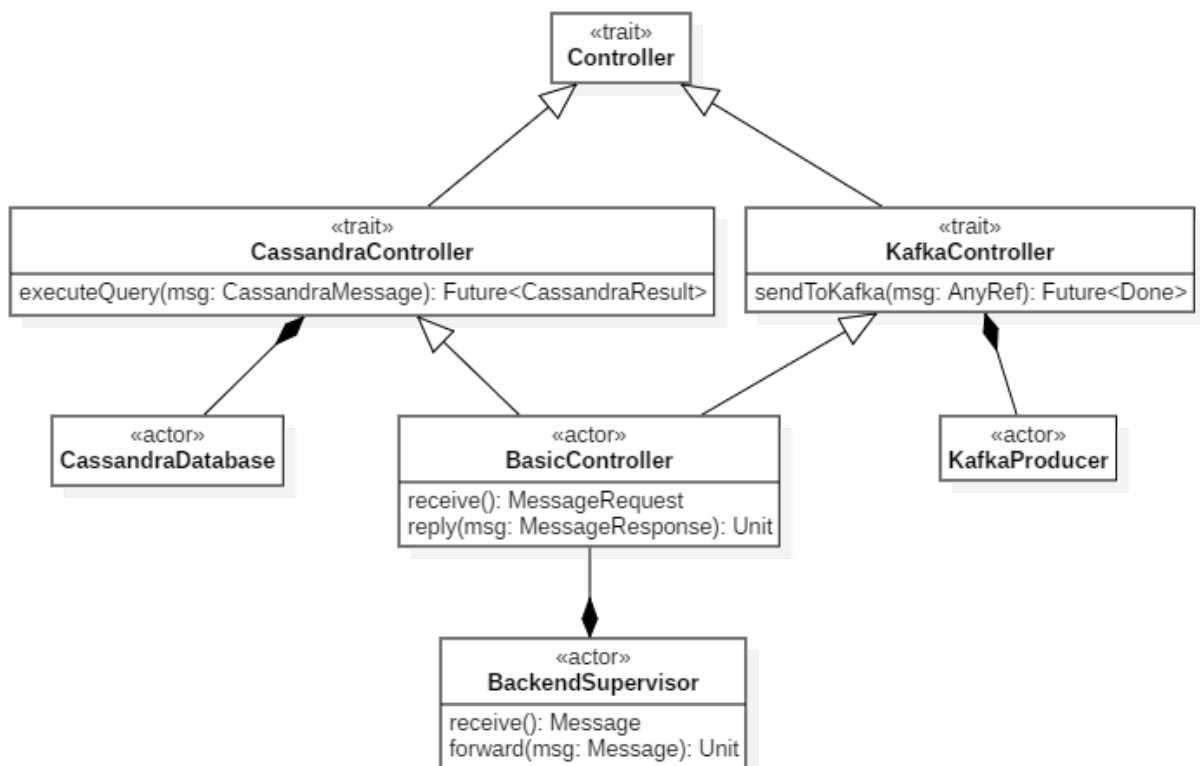 «trait»
Controller
«trait»
CassandraController
executeQuery(msg: CassandraMessage): Future<CassandraResult>
«trait»
KafkaController
sendToKafka(msg: AnyRef): Future<Done>
«actor»
CassandraDatabase
«actor»
BasicController
receive(): MessageRequest
reply(msg: MessageResponse): Unit
«actor»
KafkaProducer
«actor»
BackendSupervisor
receive(): Message
forward(msg: Message): Unit